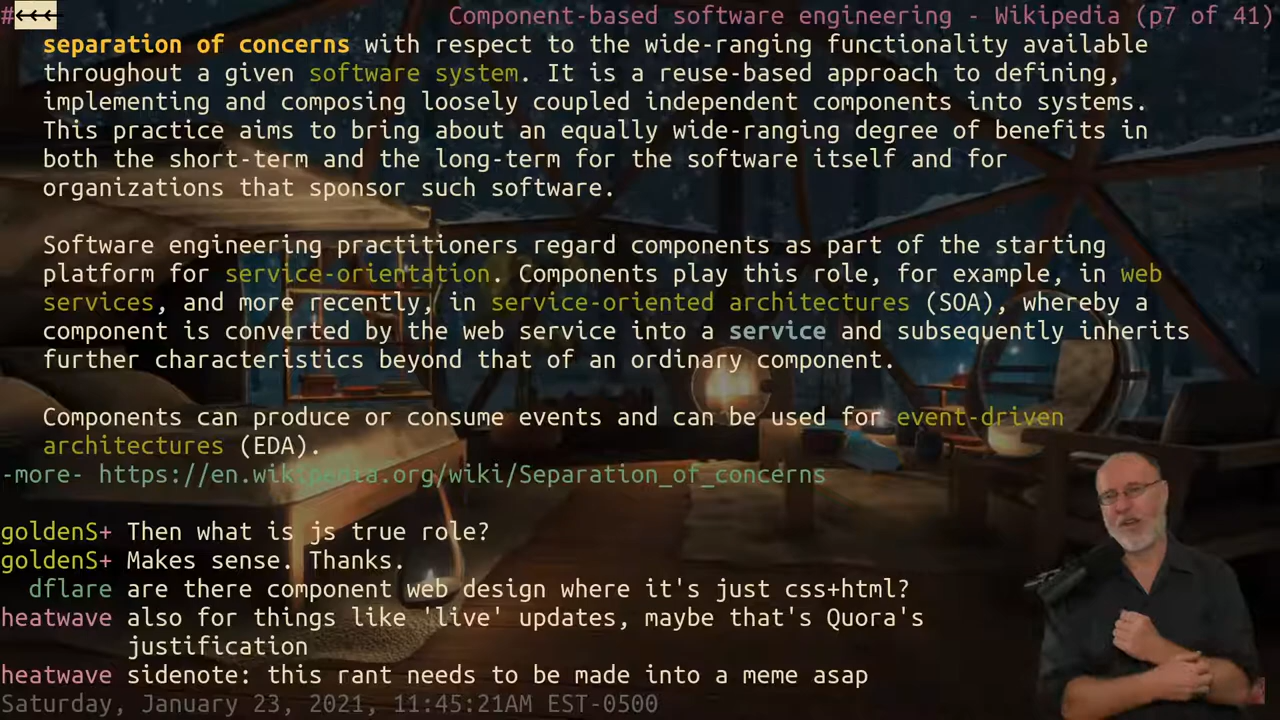 #←←← Component-based software engineering - Wikipedia (p7 of 41)
separation of concerns with respect to the wide-ranging functionality available
throughout a given software system. It is a reuse-based approach to defining,
implementing and composing loosely coupled independent components into systems.
This practice aims to bring about an equally wide-ranging degree of benefits in
both the short-term and the long-term for the software itself and for
organizations that sponsor such software.
Software engineering practitioners regard components as part of the starting
platform for service-orientation. Components play this role, for example, in web
services, and more recently, in service-oriented architectures (SOA), whereby a
component is converted by the web service into a service and subsequently inherits
further characteristics beyond that of an ordinary component.
Components can produce or consume events and can be used for event-driven
architectures (EDA).
-more- https://en.wikipedia.org/wiki/Separation_of_concerns
goldenS+ Then what is js true role?
goldenS+ Makes sense. Thanks.
dflare are there component web design where it's just css+html?
heatwave also for things like 'live' updates, maybe that's Quora's
justification
heatwave sidenote: this rant needs to be made into a meme asap
Saturday, January 23, 2021, 11:45:21AM EST-0500